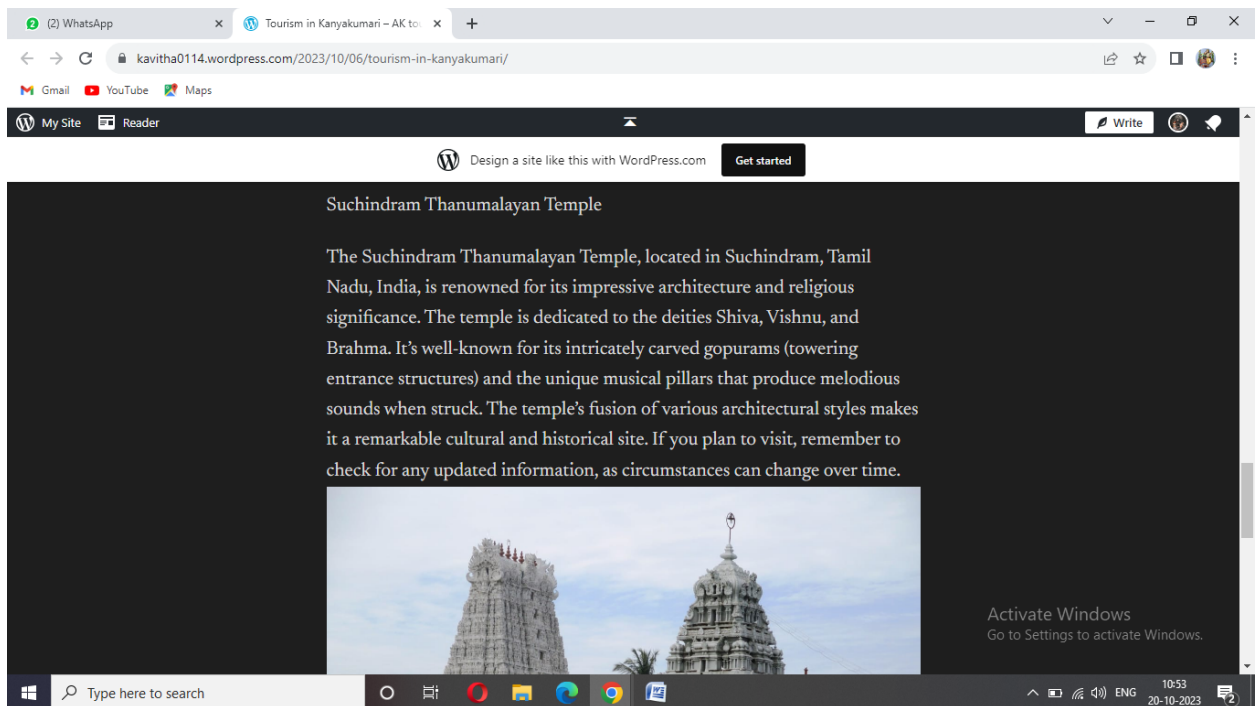 2 (2) WhatsApp
Tourism in Kanyakumari – AK to
kavitha0114.wordpress.com/2023/10/06/tourism-in-kanyakumari/
Gmail YouTube Maps
My Site Reader Write
Design a site like this with WordPress.com Get started
Suchindram Thanumalayan Temple
The Suchindram Thanumalayan Temple, located in Suchindram, Tamil
Nadu, India, is renowned for its impressive architecture and religious
significance. The temple is dedicated to the deities Shiva, Vishnu, and
Brahma. It’s well-known for its intricately carved gopurams (towering
entrance structures) and the unique musical pillars that produce melodious
sounds when struck. The temple’s fusion of various architectural styles makes
it a remarkable cultural and historical site. If you plan to visit, remember to
check for any updated information, as circumstances can change over time.
Activate Windows
Go to Settings to activate Windows.
Type here to search
ENG
10:53
20-10-2023
2